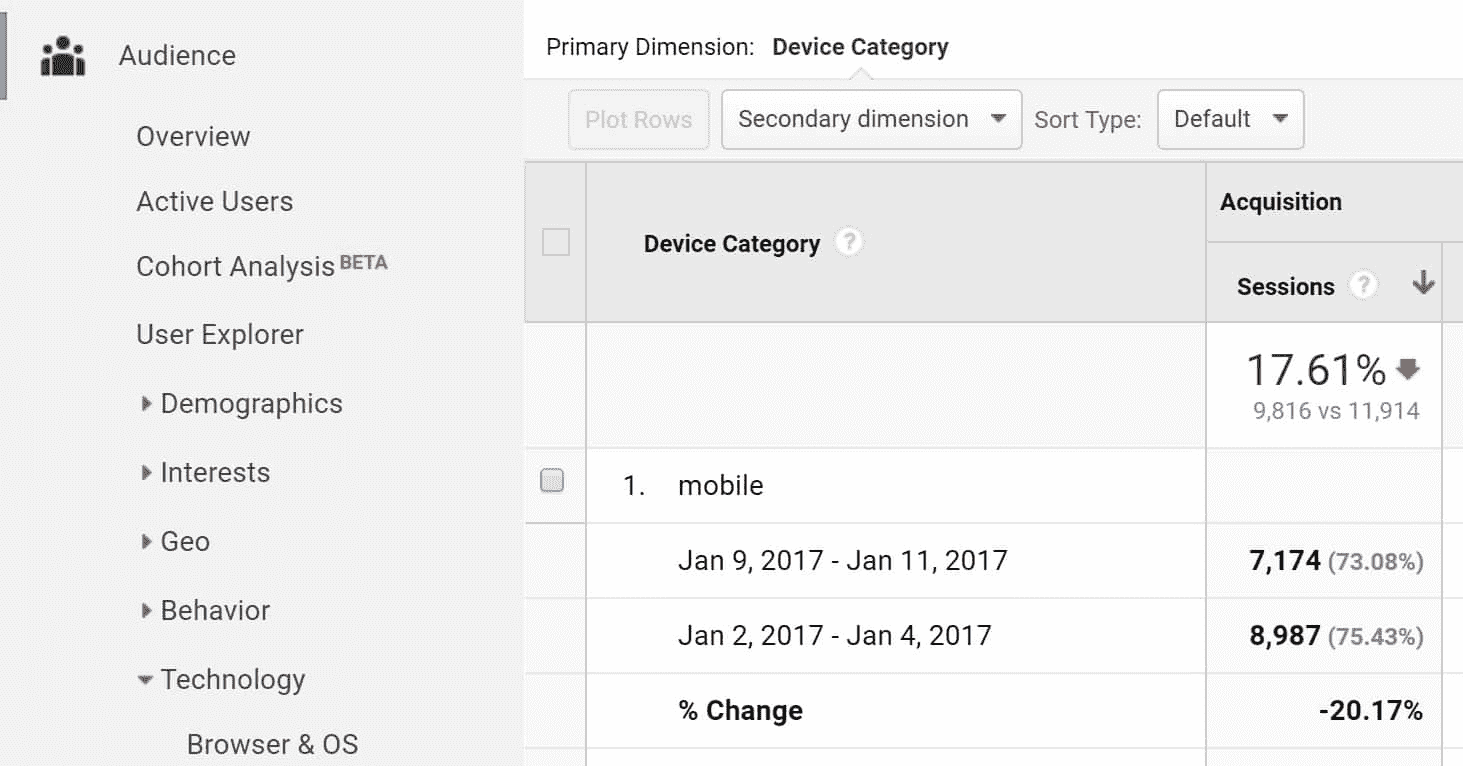 Audience
Overview
Active Users
Cohort Analysis BETA
User Explorer
Demographics
Interests
Geo
Behavior
Technology
Browser & OS
Primary Dimension: Device Category
Plot Rows Secondary dimension Sort Type: Default
Device Category ?
Acquisition
Sessions ?
17.61%
9,816 vs 11,914
1. mobile
Jan 9, 2017 - Jan 11, 2017 7,174 (73.08%)
Jan 2, 2017 - Jan 4, 2017 8,987 (75.43%)
% Change -20.17%